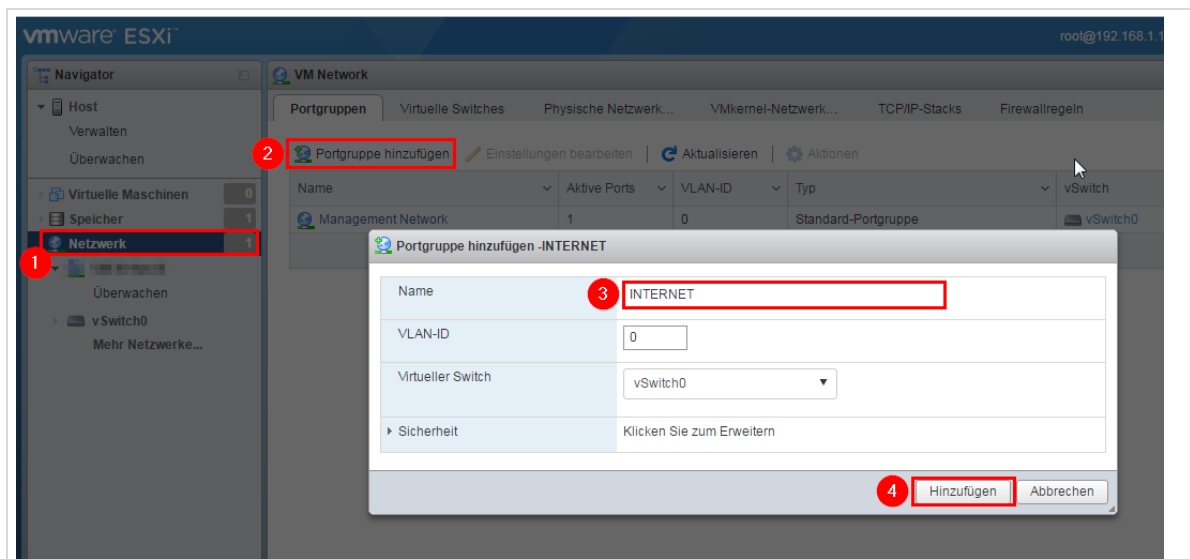 vmware ESXi™
root@192.168.1.1
Navigator
VM Network
Host
Verwalten
Überwachen
Virtuelle Maschinen 0
Speicher 1
Netzwerk 1
1
Überwachen
vSwitch0
Mehr Netzwerke...
Portgruppen Virtuelle Switches Physische Netzwerk... VMkernel-Netzwerk... TCP/IP-Stacks Firewallregeln
2 Portgruppe hinzufügen Einstellungen bearbeiten Aktualisieren Aktionen
Name Aktive Ports VLAN-ID Typ vSwitch
Management Network 1 0 Standard-Portgruppe vSwitch0
Portgruppe hinzufügen -INTERNET
Name 3 INTERNET
VLAN-ID 0
Virtueller Switch vSwitch0
Sicherheit Klicken Sie zum Erweitern
4 Hinzufügen Abbrechen